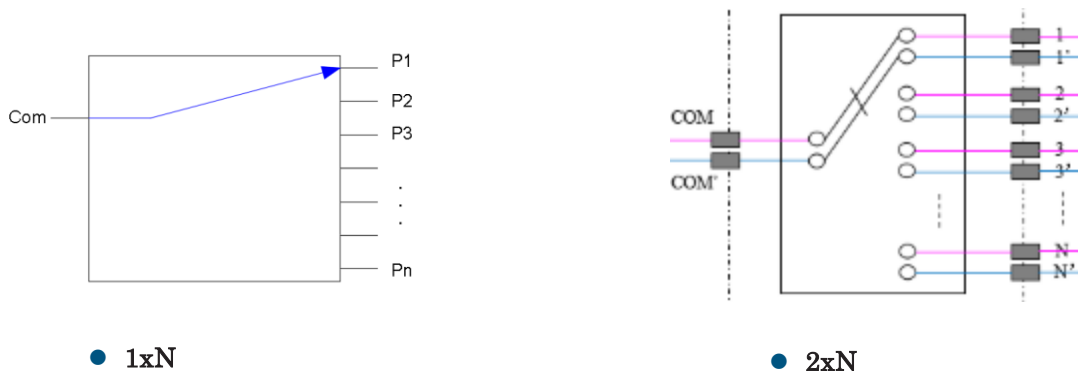 Com
P1
P2
P3
.
.
.
Pn
1xN
COM
COM'
1
1'
2
2'
3
3'
N
N'
2xN